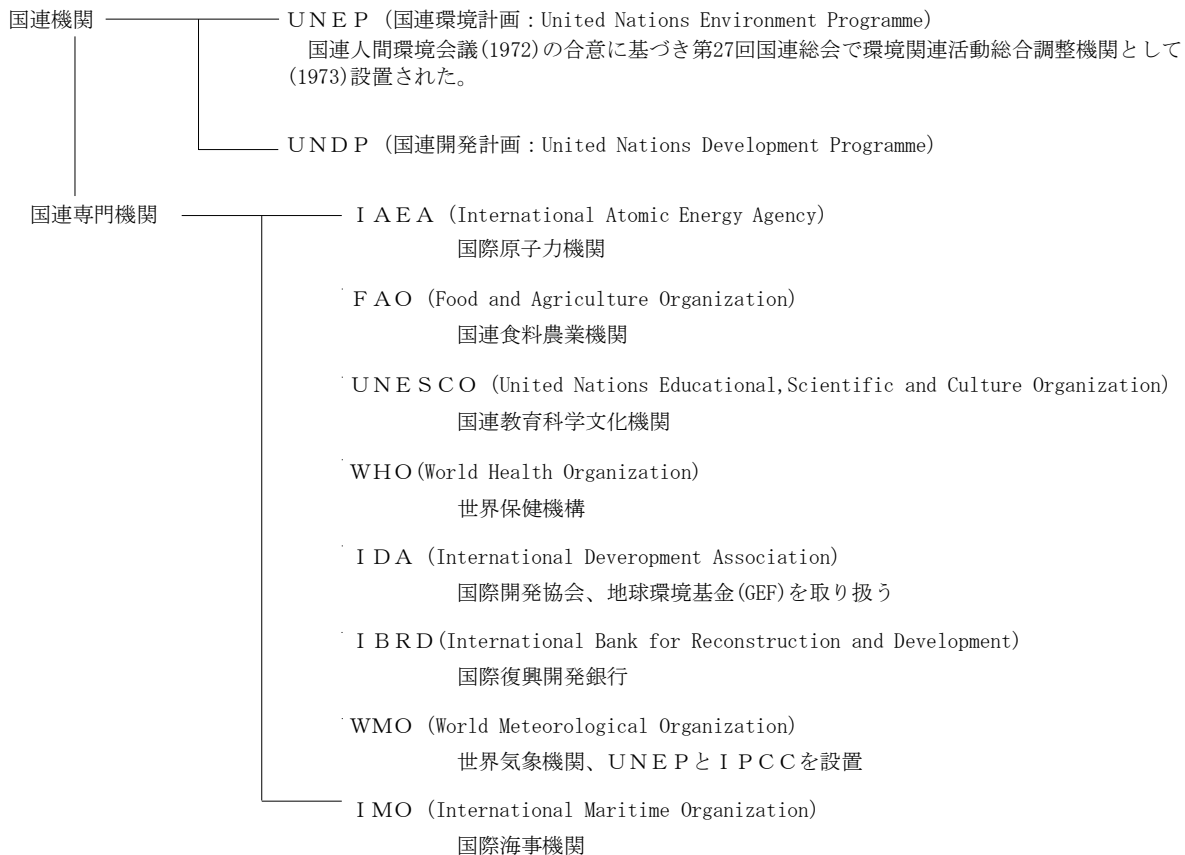 国連機関
ＵＮＥＰ（国連環境計画：United Nations Environment Programme）
国連人間環境会議(1972)の合意に基づき第27回国連総会で環境関連活動総合調整機関として
(1973)設置された。
ＵＮＤＰ（国連開発計画：United Nations Development Programme）
国連専門機関
ＩＡＥＡ（International Atomic Energy Agency）
国際原子力機関
ＦＡＯ（Food and Agriculture Organization）
国連食料農業機関
ＵＮＥＳＣＯ（United Nations Educational,Scientific and Culture Organization）
国連教育科学文化機関
ＷＨＯ(World Health Organization)
世界保健機構
ＩＤＡ（International Deveropment Association）
国際開発協会、地球環境基金(GEF)を取り扱う
ＩＢＲＤ(International Bank for Reconstruction and Development)
国際復興開発銀行
ＷＭＯ（World Meteorological Organization）
世界気象機関、ＵＮＥＰとＩＰＣＣを設置
ＩＭＯ（International Maritime Organization）
国際海事機関